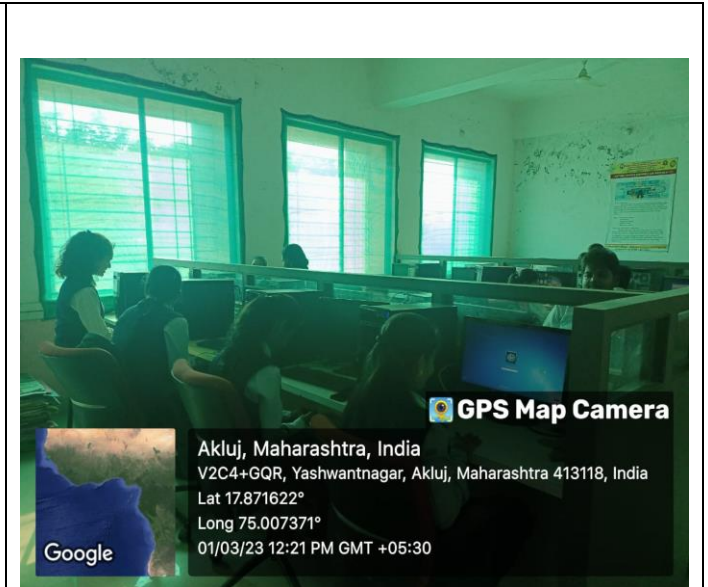 GPS Map Camera
Akluj, Maharashtra, India
V2C4+GQR, Yashwantnagar, Akluj, Maharashtra 413118, India
Lat 17.871622°
Long 75.007371°
01/03/23 12:21 PM GMT +05:30
Google